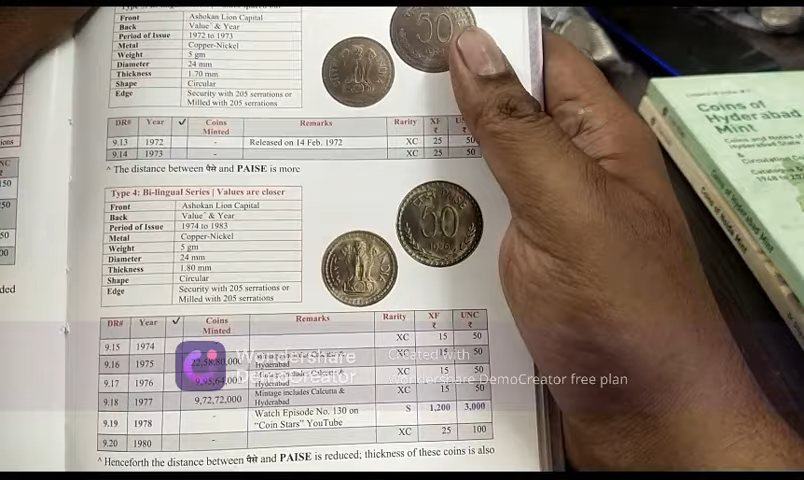 Front Ashokan Lion Capital
Back Value^ & Year
Period of Issue 1972 to 1973
Metal Copper-Nickel
Weight 5 gm
Diameter 24 mm
Thickness 1.70 mm
Shape Circular
Edge Security with 205 serrations or
Milled with 205 serrations
50
DR# Year ✓ Coins Minted Remarks Rarity XF ₹
9.13 1972 - Released on 14 Feb. 1972 XC 25 50
9.14 1973 - XC 25 50
^ The distance between पैसे and PAISE is more
Type 4: Bi-lingual Series | Values are closer
Front Ashokan Lion Capital
Back Value^ & Year
Period of Issue 1974 to 1983
Metal Copper-Nickel
Weight 5 gm
Diameter 24 mm
Thickness 1.80 mm
Shape Circular
Edge Security with 205 serrations or
Milled with 205 serrations
50
DR# Year ✓ Coins Minted Remarks Rarity XF ₹ UNC ₹
9.15 1974 XC 15 50
9.16 1975 Hyderabad XC 15 50
9.17 1976 Mintage includes Calcutta & Hyderabad XC 15 50
9.18 1977 9,72,72,000 Mintage includes Calcutta & Hyderabad XC 15 50
9.19 1978 - Watch Episode No. 130 on "Coin Stars" YouTube S 1,200 3,000
9.20 1980 - XC 25 100
^ Henceforth the distance between पैसे and PAISE is reduced; thickness of these coins is also
Wondershare
DemoCreator
Created with
Wondershare DemoCreator free plan
Coins of
Hyderabad
Mint